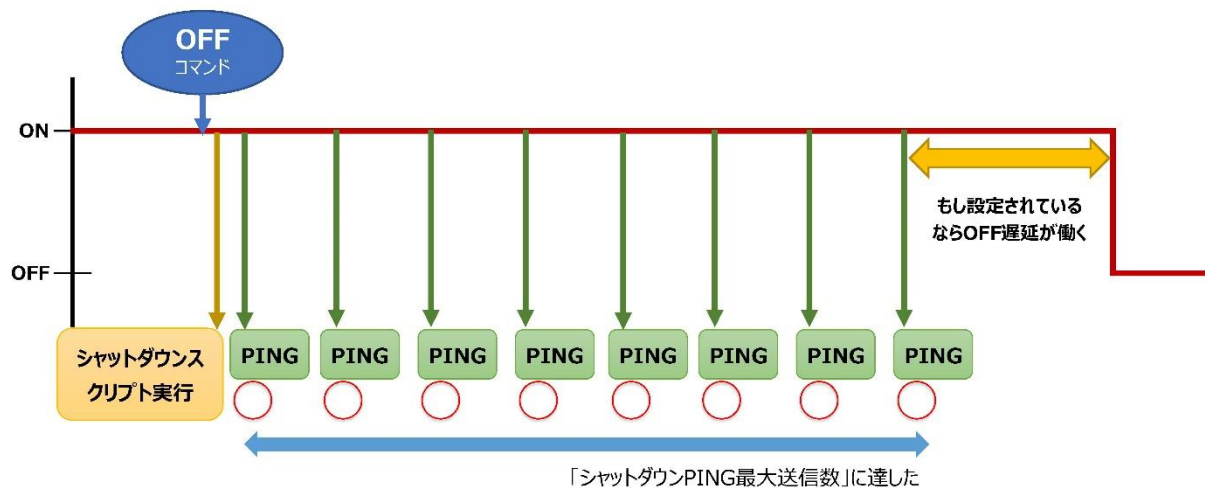 OFF
コマンド
ON
もし設定されている
ならOFF遅延が働く
OFF
シャットダウンス
クリプト実行
PING PING PING PING PING PING PING PING
「シャットダウンPING最大送信数」に達した